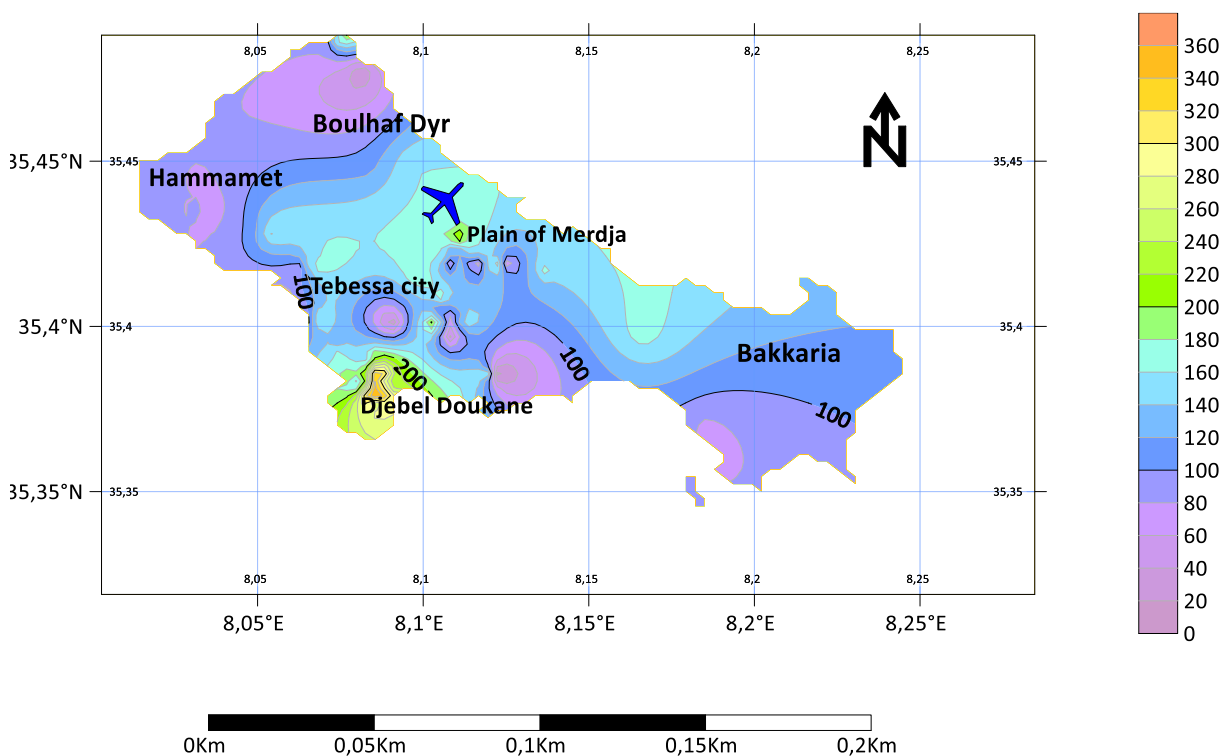 8,05 8,1 8,15 8,2 8,25
360
340
320
300
280
260
240
220
200
180
160
140
120
100
80
60
40
20
0
Boulhaf Dyr
N
35,45°N 35,45 35,45
Hammamet
Plain of Merdja
100 Tebessa city
35,4°N 35,4 35,4
100
Bakkaria
200
Djebel Doukane
100
35,35°N 35,35 35,35
8,05 8,1 8,15 8,2 8,25
8,05°E 8,1°E 8,15°E 8,2°E 8,25°E
0Km 0,05Km 0,1Km 0,15Km 0,2Km